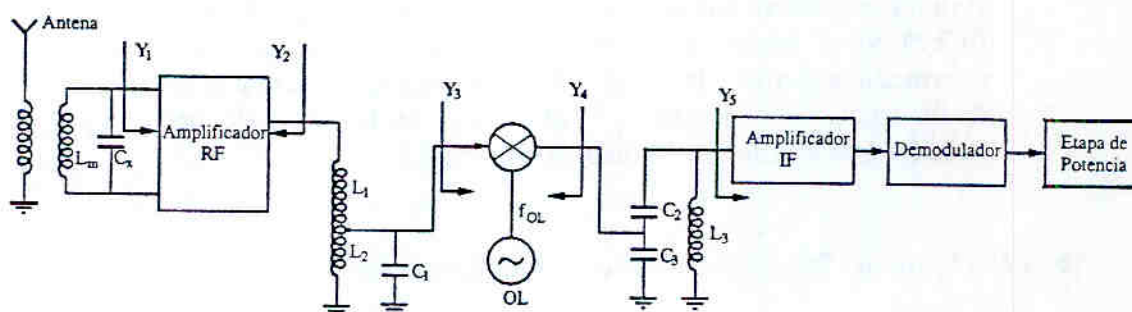 Antena
Y1
Y2
Y3
Y4
Y5
Lm
Cx
Amplificador
RF
L1
L2
C1
fOL
OL
C2
C3
L3
Amplificador
IF
Demodulador
Etapa de
Potencia